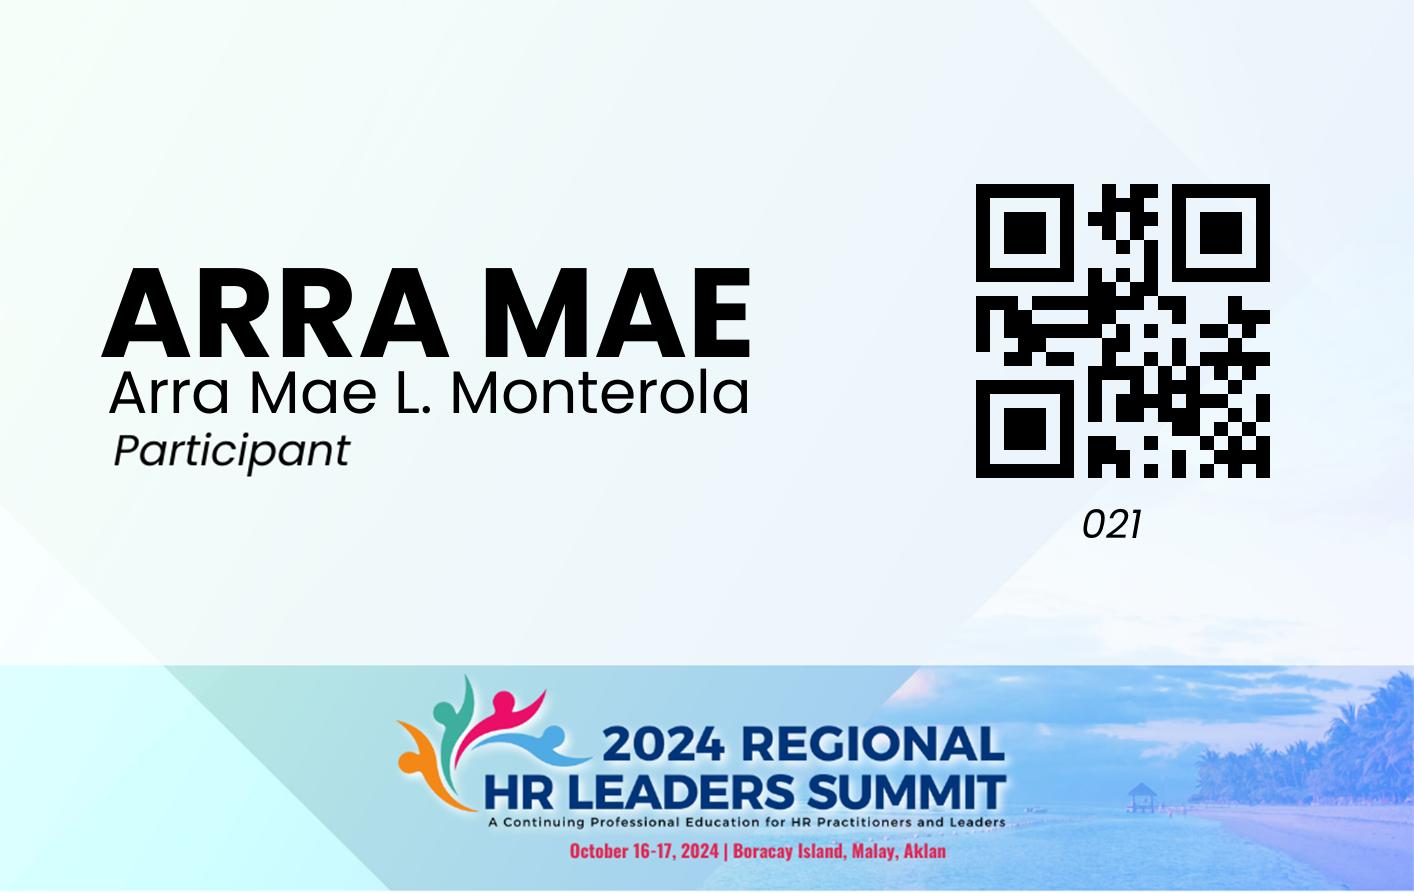 ARRA MAE
Arra Mae L. Monterola
Participant
021
2024 REGIONAL
HR LEADERS SUMMIT
A Continuing Professional Education for HR Practitioners and Leaders
October 16-17, 2024 | Boracay Island, Malay, Aklan